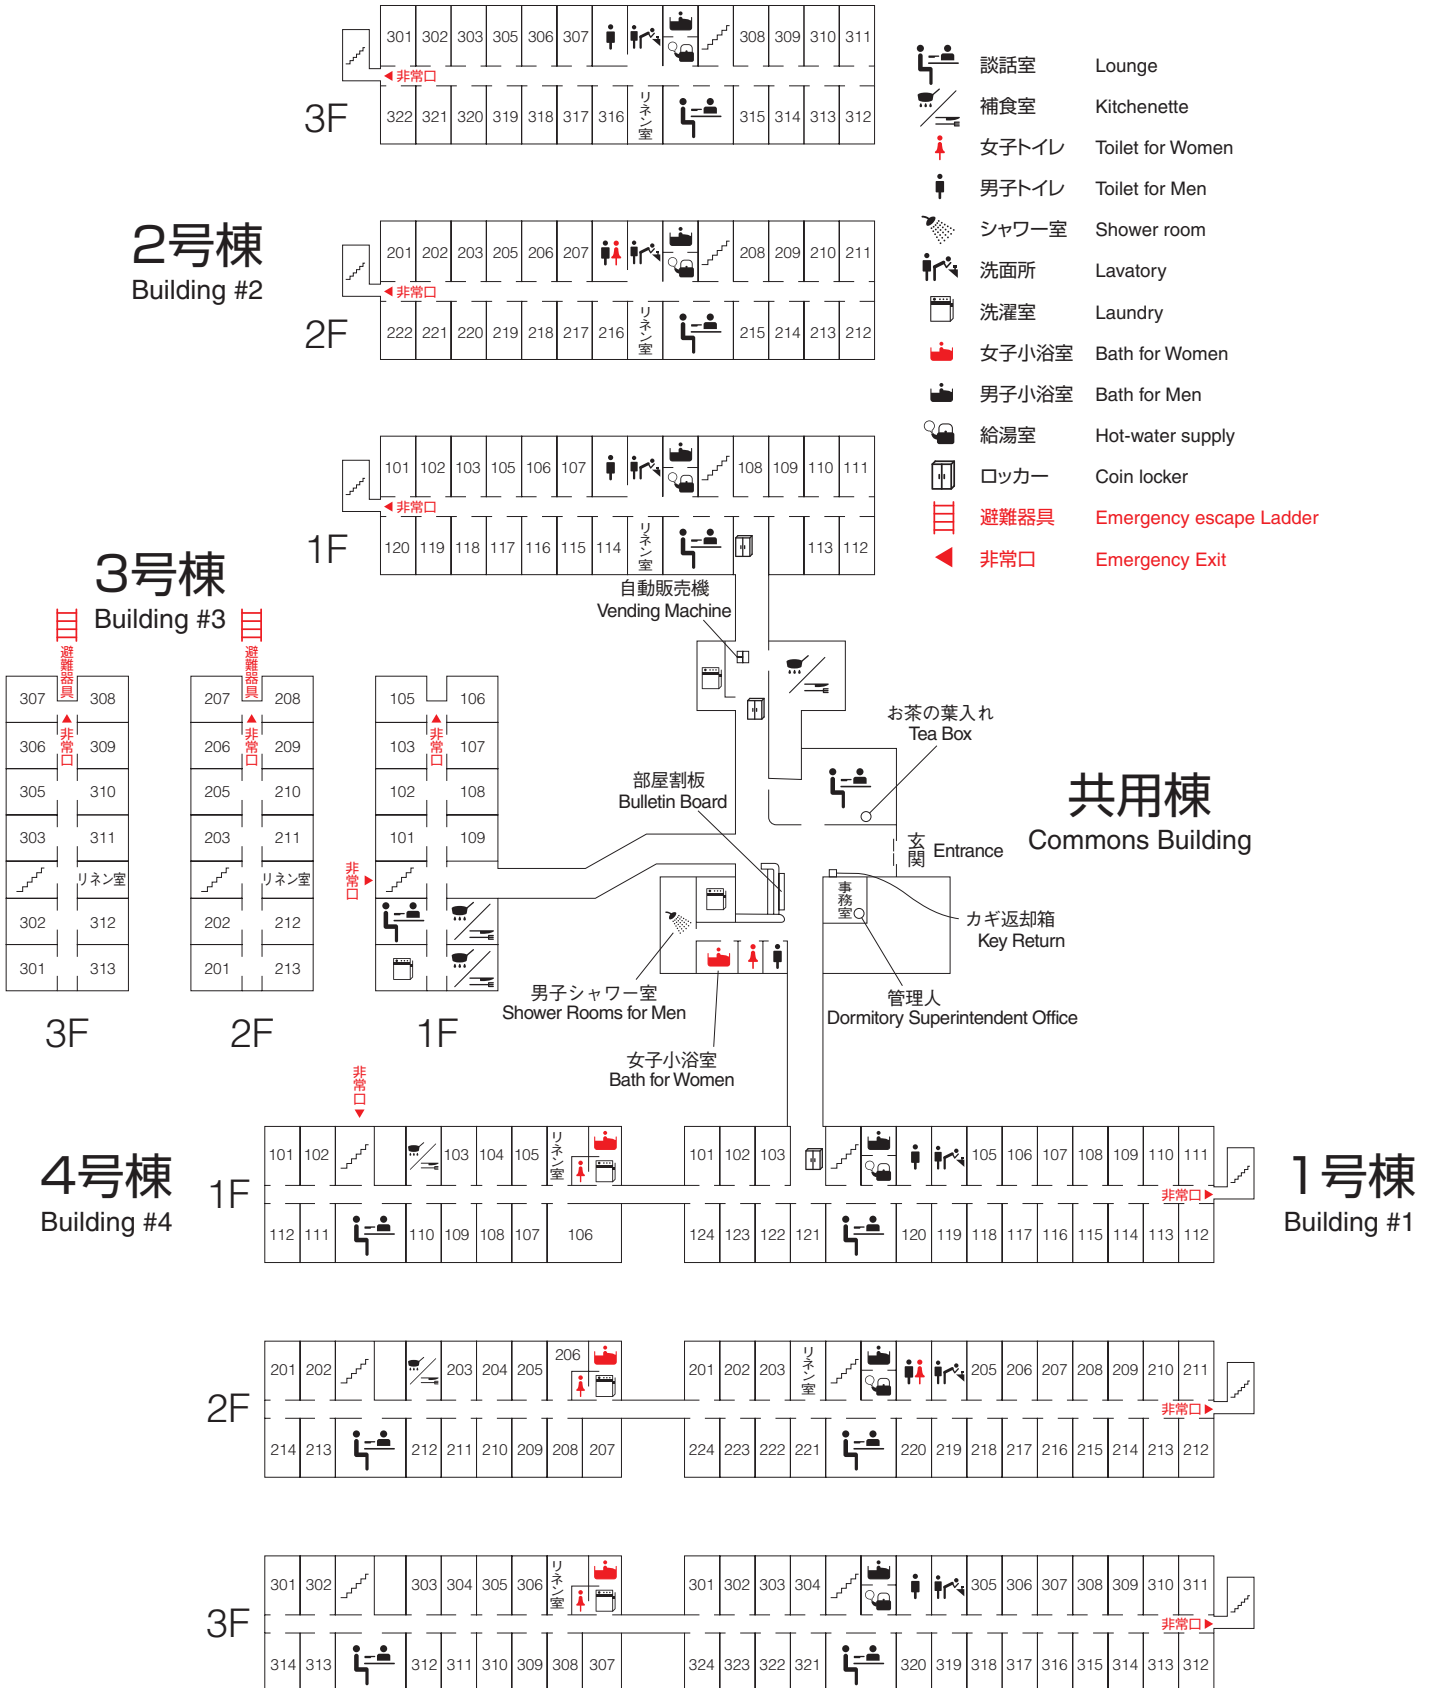 301 302 303 305 306 307 308 309 310 311
非常口
3F
322 321 320 319 318 317 316 リネン室 315 314 313 312
談話室 Lounge
補食室 Kitchenette
女子トイレ Toilet for Women
男子トイレ Toilet for Men
シャワー室 Shower room
洗面所 Lavatory
洗濯室 Laundry
女子小浴室 Bath for Women
男子小浴室 Bath for Men
給湯室 Hot-water supply
ロッカー Coin locker
避難器具 Emergency escape Ladder
非常口 Emergency Exit
2号棟
Building #2
201 202 203 205 206 207 208 209 210 211
非常口
2F
222 221 220 219 218 217 216 リネン室 215 214 213 212
101 102 103 105 106 107 108 109 110 111
非常口
1F
120 119 118 117 116 115 114 リネン室 113 112
3号棟
Building #3
避難器具
307 308
非常口
306 309
305 310
303 311
リネン室
302 312
301 313
3F
避難器具
207 208
非常口
206 209
205 210
203 211
リネン室
202 212
201 213
2F
105 106
非常口
103 107
102 108
101 109
非常口
1F
自動販売機
Vending Machine
お茶の葉入れ
Tea Box
部屋割板
Bulletin Board
共用棟
Commons Building
玄関 Entrance
事務室
カギ返却箱
Key Return
管理人
Dormitory Superintendent Office
男子シャワー室
Shower Rooms for Men
女子小浴室
Bath for Women
非常口
4号棟
Building #4
1F
101 102 103 104 105 リネン室
112 111 110 109 108 107 106
101 102 103 105 106 107 108 109 110 111
非常口
124 123 122 121 120 119 118 117 116 115 114 113 112
1号棟
Building #1
2F
201 202 203 204 205 206
214 213 212 211 210 209 208 207
201 202 203 リネン室 205 206 207 208 209 210 211
非常口
224 223 222 221 220 219 218 217 216 215 214 213 212
3F
301 302 303 304 305 306 リネン室
314 313 312 311 310 309 308 307
301 302 303 304 305 306 307 308 309 310 311
非常口
324 323 322 321 320 319 318 317 316 315 314 313 312